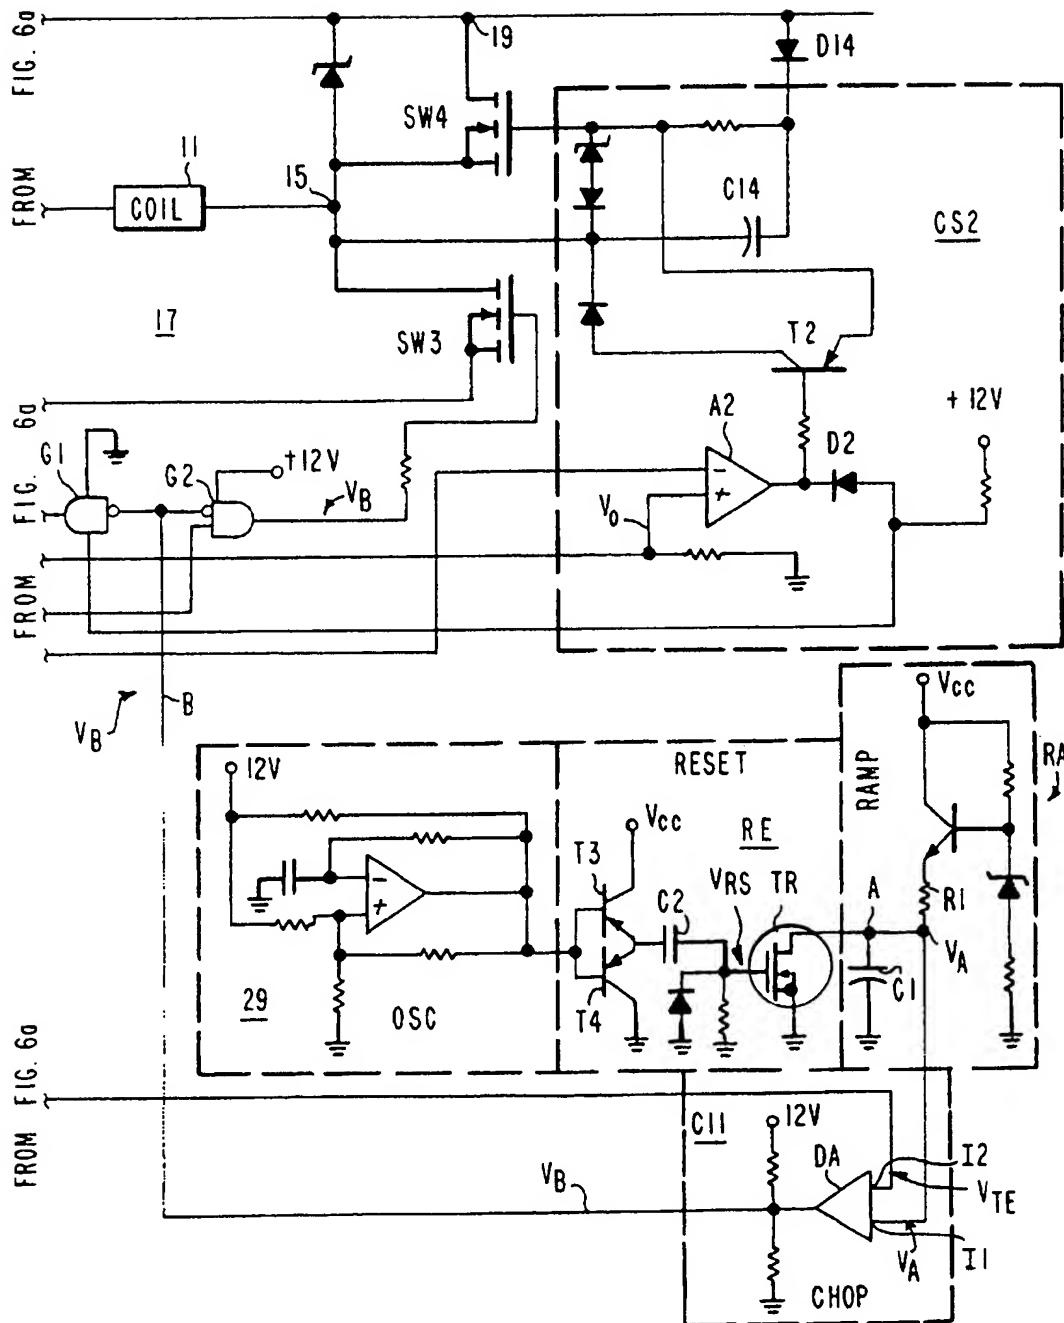 FIG. 6a
19
D14
SW4
11
COIL
15
C14
CS2
FROM
17
SW3
T2
+12V
A2
D2
6a
G1
G2
+12V
VB
V0
FIG.
FROM
B
VB
Vcc
RAMP
RA
12V
RESET
Vcc
RE
T3
VRS
TR
A
R1
C2
VA
C1
T4
29
OSC
FROM FIG. 6a
C11
12V
DA
I2
VTE
VB
VA
I1
CHOP